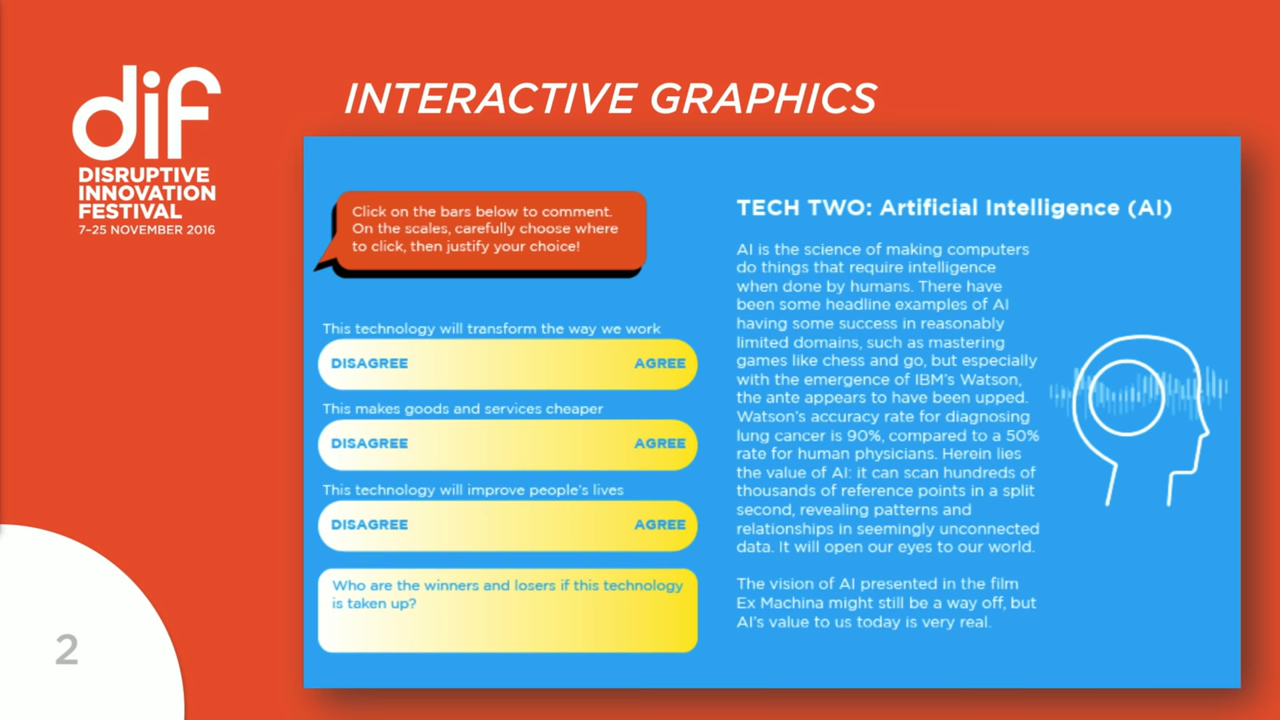 dif
DISRUPTIVE
INNOVATION
FESTIVAL
7–25 NOVEMBER 2016
INTERACTIVE GRAPHICS
Click on the bars below to comment.
On the scales, carefully choose where
to click, then justify your choice!
This technology will transform the way we work
DISAGREE AGREE
This makes goods and services cheaper
DISAGREE AGREE
This technology will improve people's lives
DISAGREE AGREE
Who are the winners and losers if this technology
is taken up?
TECH TWO: Artificial Intelligence (AI)
AI is the science of making computers
do things that require intelligence
when done by humans. There have
been some headline examples of AI
having some success in reasonably
limited domains, such as mastering
games like chess and go, but especially
with the emergence of IBM's Watson,
the ante appears to have been upped.
Watson's accuracy rate for diagnosing
lung cancer is 90%, compared to a 50%
rate for human physicians. Herein lies
the value of AI: it can scan hundreds of
thousands of reference points in a split
second, revealing patterns and
relationships in seemingly unconnected
data. It will open our eyes to our world.
The vision of AI presented in the film
Ex Machina might still be a way off, but
AI's value to us today is very real.
2